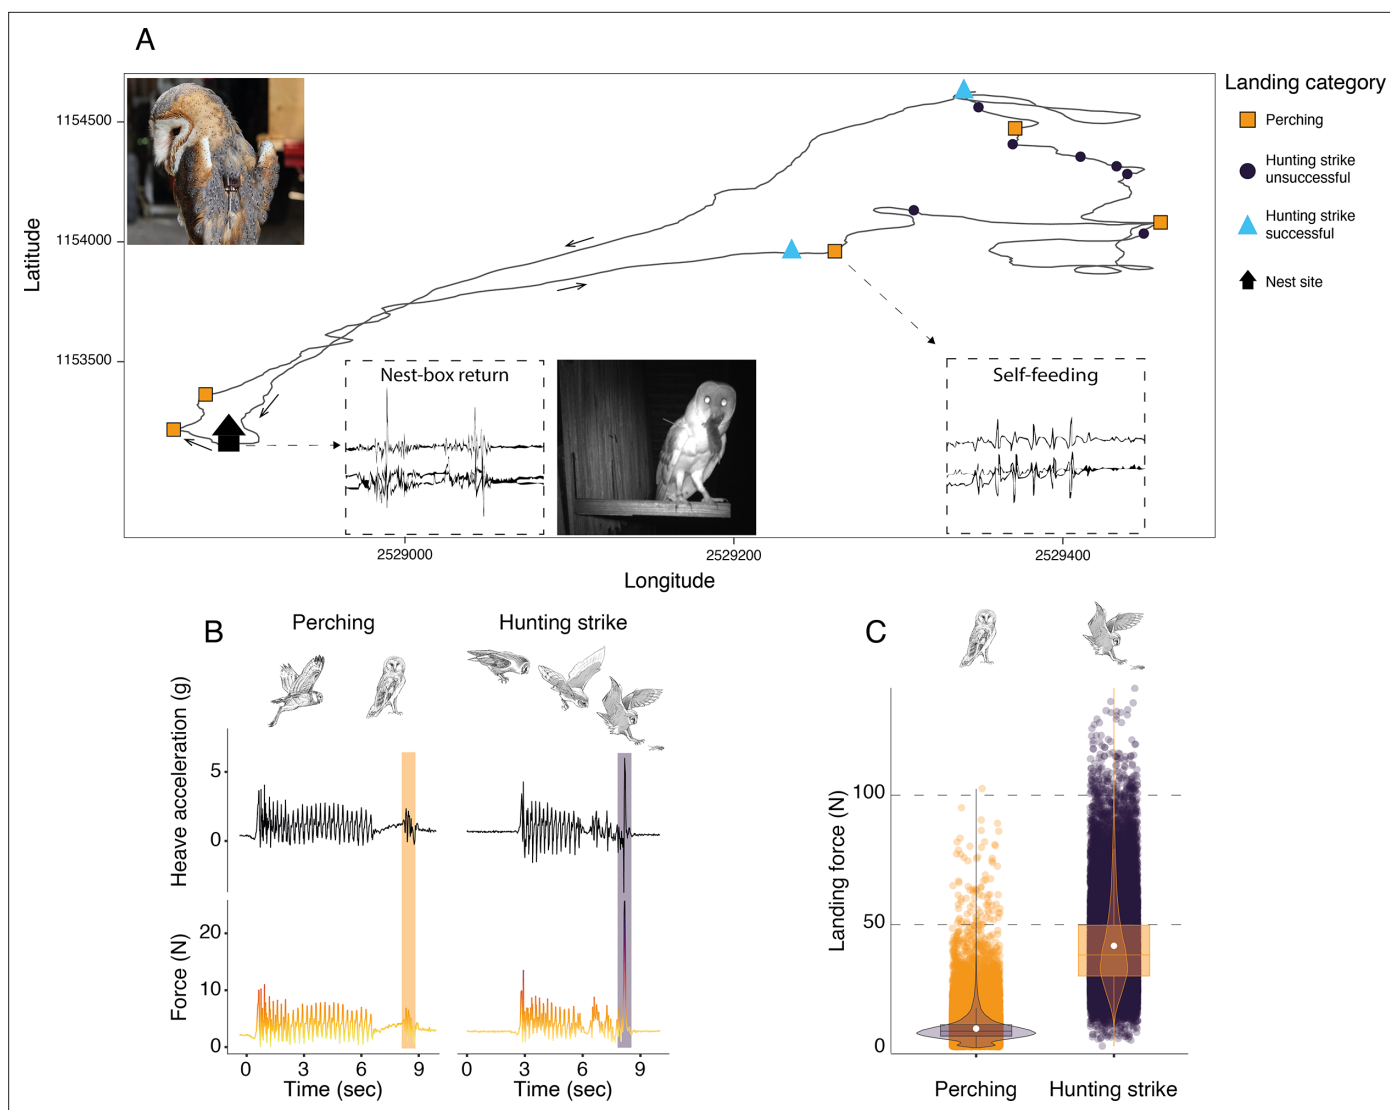 A
Landing category
Perching
Hunting strike
unsuccessful
Hunting strike
successful
Nest site
Latitude
1154500
1154000
1153500
Nest-box return
Self-feeding
2529000
2529200
2529400
Longitude
B
Perching
Hunting strike
Heave acceleration (g)
5
0
Force (N)
20
10
0
0
3
6
9
0
3
6
9
Time (sec)
Time (sec)
C
Landing force (N)
100
50
0
Perching
Hunting strike